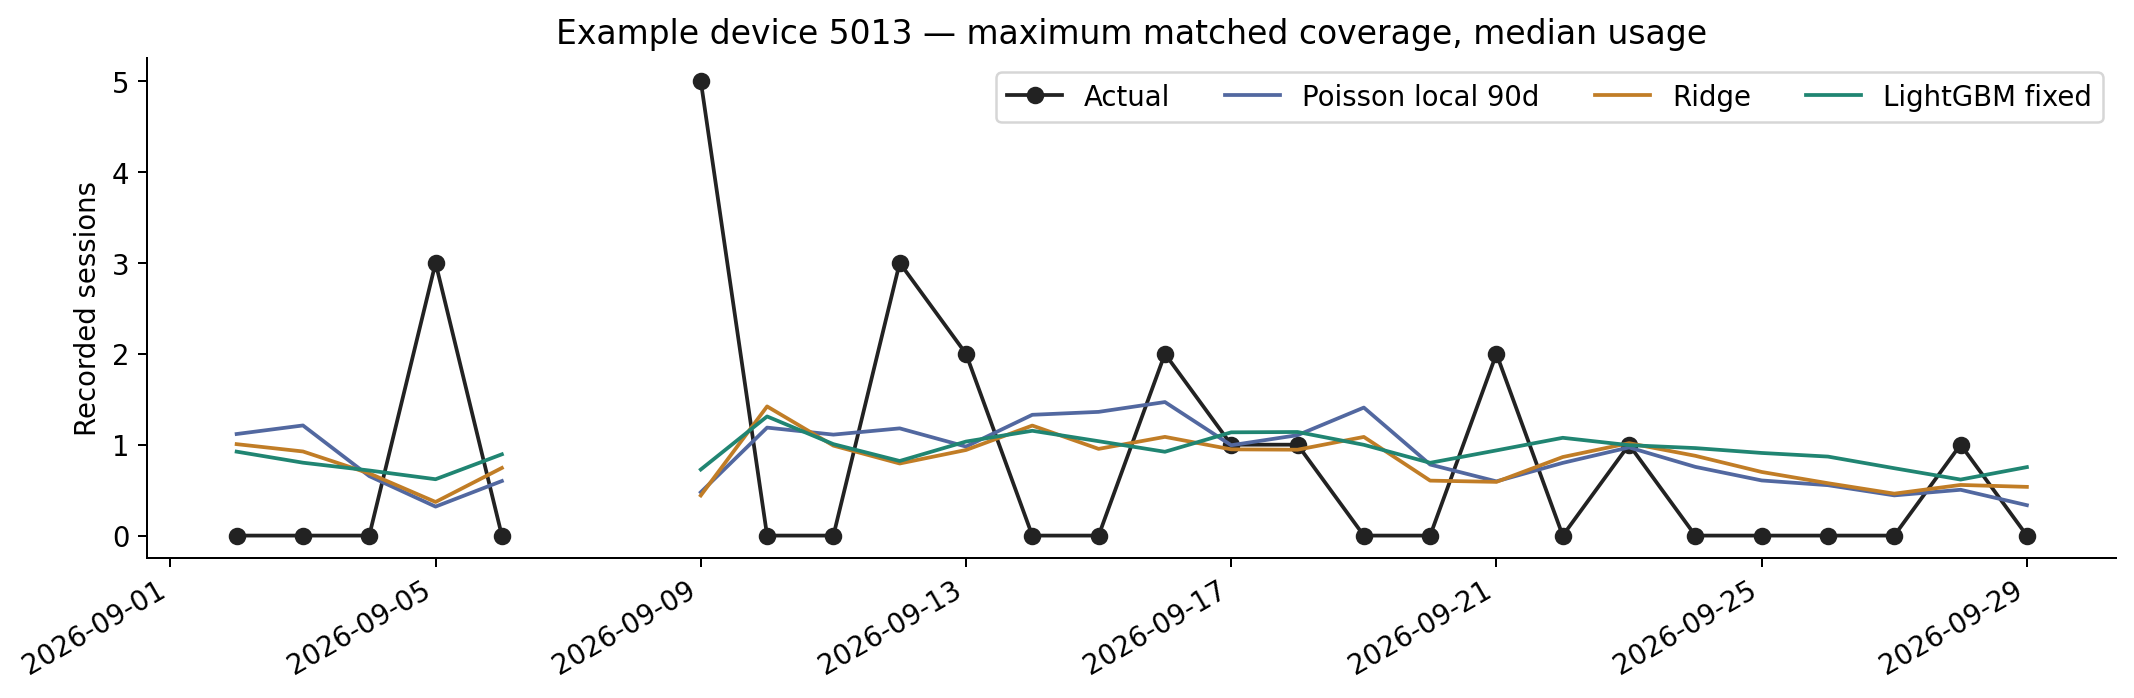 Example device 5013 — maximum matched coverage, median usage
Actual
Poisson local 90d
Ridge
LightGBM fixed
Recorded sessions
5
4
3
2
1
0
2026-09-01
2026-09-05
2026-09-09
2026-09-13
2026-09-17
2026-09-21
2026-09-25
2026-09-29